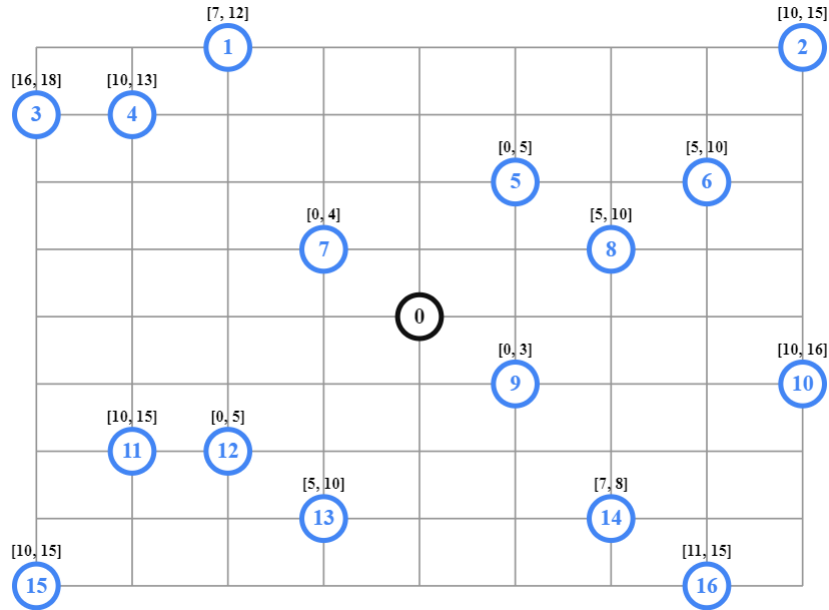 [7, 12] [10, 15]
1 2
[16, 18] [10, 13]
3 4
[0, 5] [5, 10]
5 6
[0, 4] [5, 10]
7 8
0
[0, 3] [10, 16]
9 10
[10, 15] [0, 5]
11 12
[5, 10] [7, 8]
13 14
[10, 15] [11, 15]
15 16